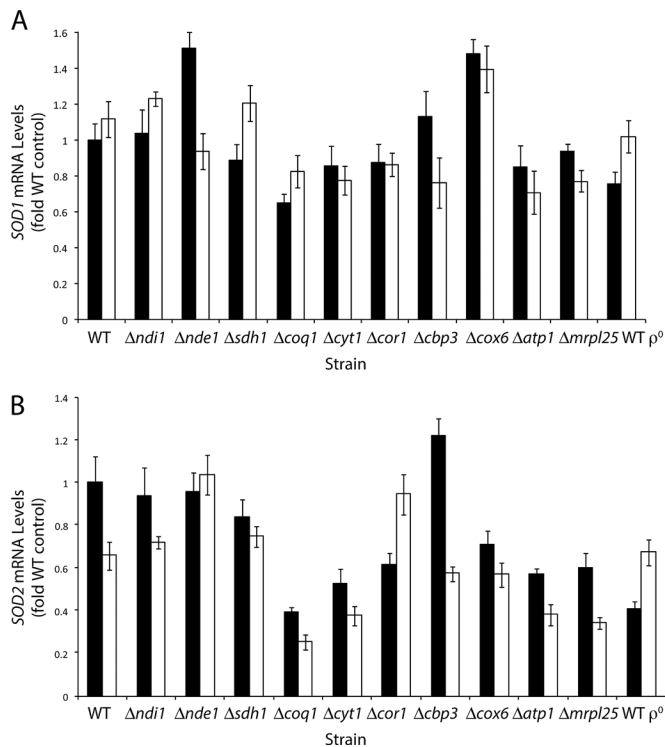 A
SOD1 mRNA Levels
(fold WT control)
1.6
1.4
1.2
1
0.8
0.6
0.4
0.2
0
WT Δndi1 Δnde1 Δsdh1 Δcoq1 Δcyt1 Δcor1 Δcbp3 Δcox6 Δatp1 Δmrpl25 WT ρ⁰
Strain
B
SOD2 mRNA Levels
(fold WT control)
1.4
1.2
1
0.8
0.6
0.4
0.2
0
WT Δndi1 Δnde1 Δsdh1 Δcoq1 Δcyt1 Δcor1 Δcbp3 Δcox6 Δatp1 Δmrpl25 WT ρ⁰
Strain